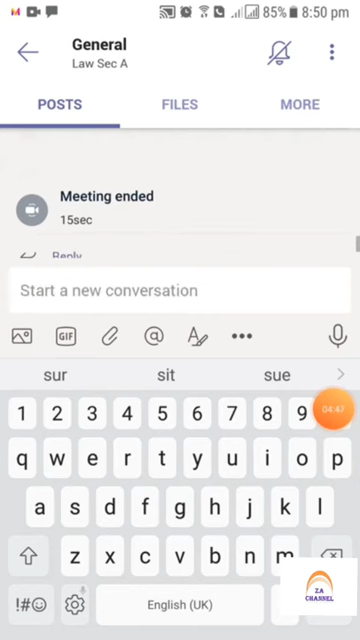 85% 8:50 pm
General
Law Sec A
POSTS FILES MORE
Meeting ended
15sec
Reply
Start a new conversation
GIF @ A
sur sit sue
1 2 3 4 5 6 7 8 9
04:47
q w e r t y u i o p
a s d f g h j k l
z x c v b n m
!#☺ English (UK)
ZA
CHANNEL